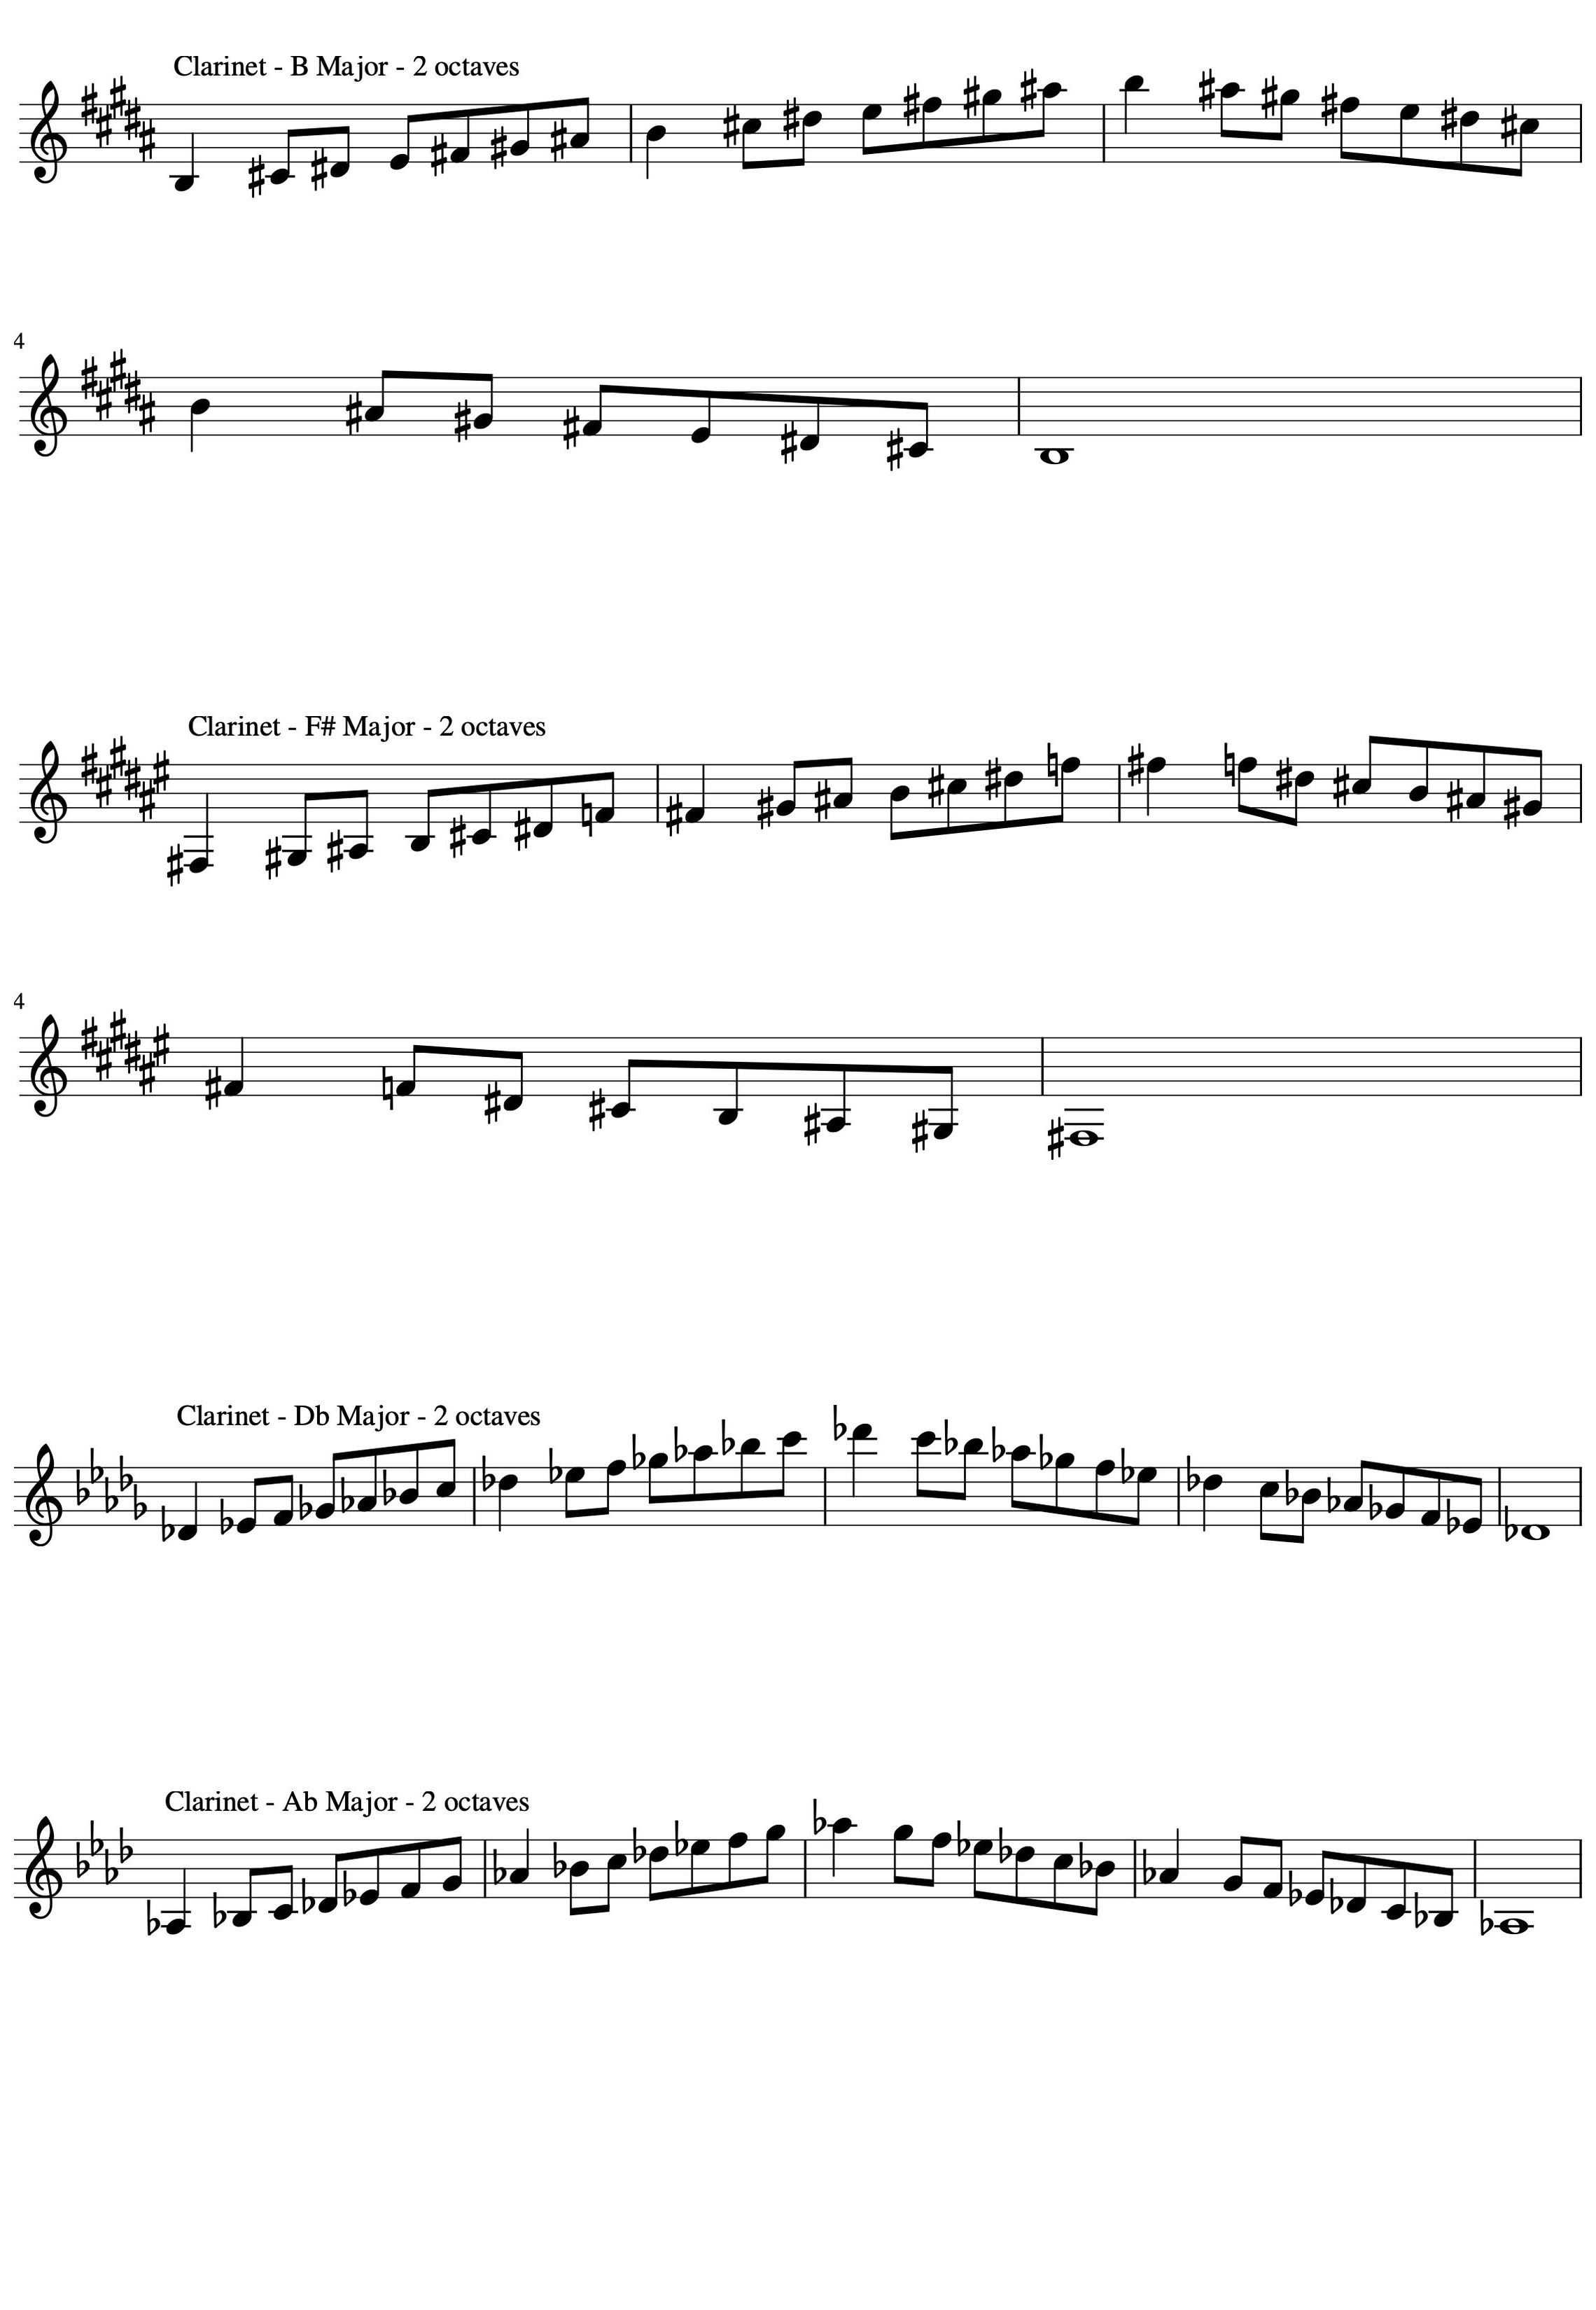 Clarinet - B Major - 2 octaves
4
Clarinet - F# Major - 2 octaves
4
Clarinet - Db Major - 2 octaves
Clarinet - Ab Major - 2 octaves